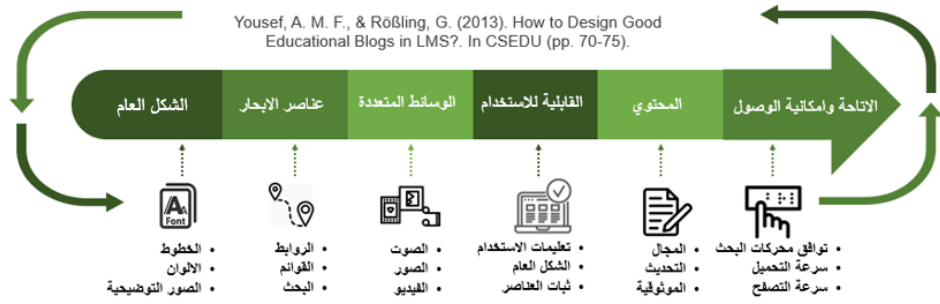 Yousef, A. M. F., & Rößling, G. (2013). How to Design Good
Educational Blogs in LMS?. In CSEDU (pp. 70-75).
الشكل العام
عناصر الابحار
الوسائط المتعددة
القابلية للاستخدام
المحتوي
الاتاحة وامكانية الوصول
Font
• الخطوط
• الالوان
• الصور التوضيحية
• الروابط
• القوائم
• البحث
• الصوت
• الصور
• الفيديو
• تعليمات الاستخدام
• الشكل العام
• ثبات العناصر
• المجال
• التحديث
• الموثوقية
• توافق محركات البحث
• سرعة التحميل
• سرعة التصفح